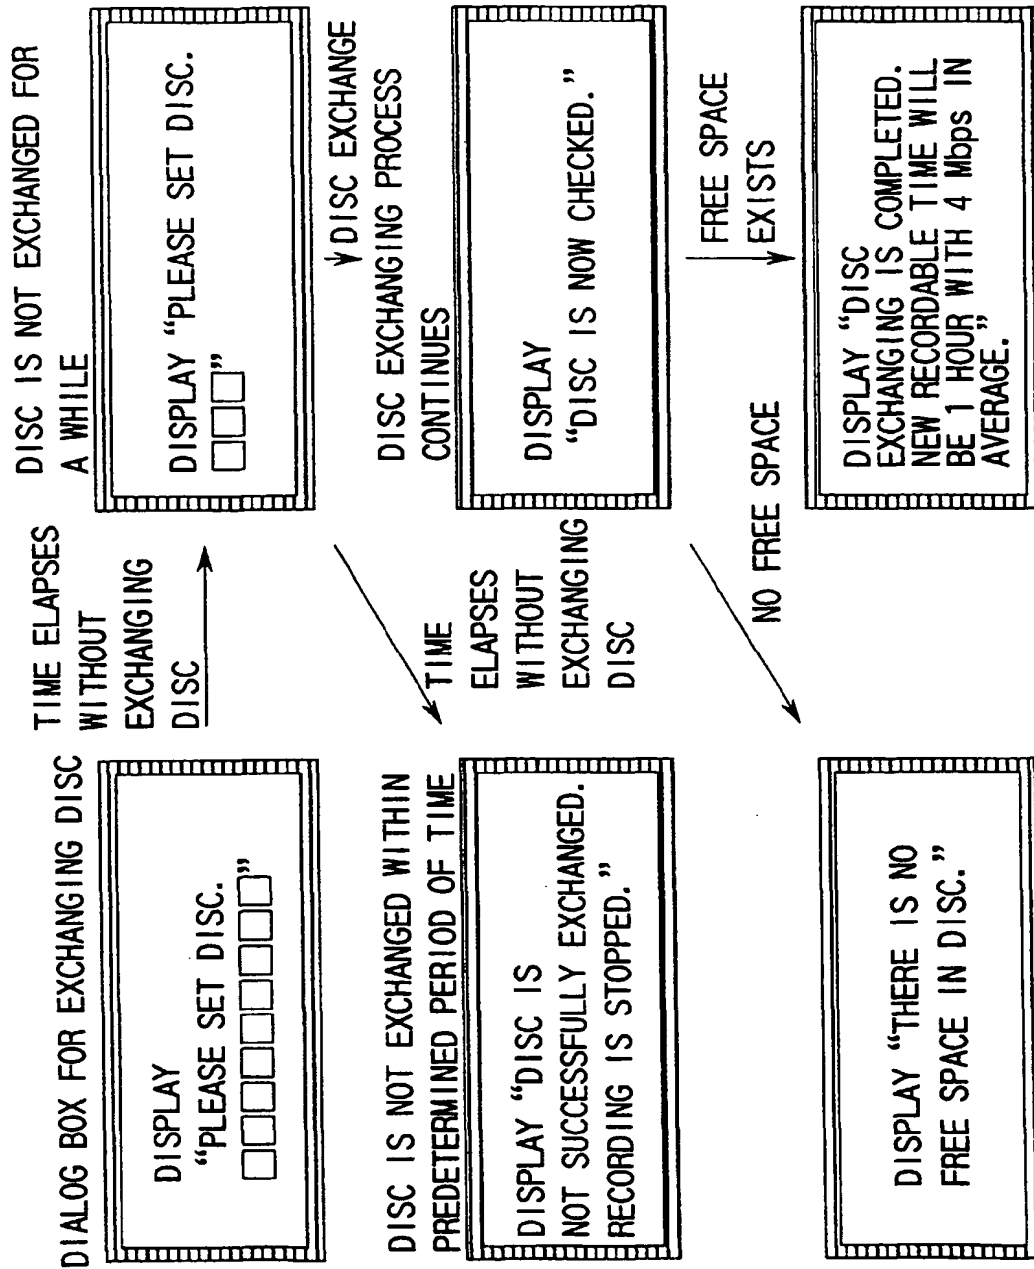 DIALOG BOX FOR EXCHANGING DISC
DISPLAY
“PLEASE SET DISC.
”
TIME ELAPSES
WITHOUT
EXCHANGING
DISC
DISC IS NOT EXCHANGED FOR
A WHILE
DISPLAY “PLEASE SET DISC.
”
DISC EXCHANGE
DISC EXCHANGING PROCESS
CONTINUES
DISC IS NOT EXCHANGED WITHIN
PREDETERMINED PERIOD OF TIME
DISPLAY “DISC IS
NOT SUCCESSFULLY EXCHANGED.
RECORDING IS STOPPED.”
TIME
ELAPSES
WITHOUT
EXCHANGING
DISC
DISPLAY
“DISC IS NOW CHECKED.”
FREE SPACE
EXISTS
NO FREE SPACE
DISPLAY “THERE IS NO
FREE SPACE IN DISC.”
DISPLAY “DISC
EXCHANGING IS COMPLETED.
NEW RECORDABLE TIME WILL
BE 1 HOUR WITH 4 Mbps IN
AVERAGE.”